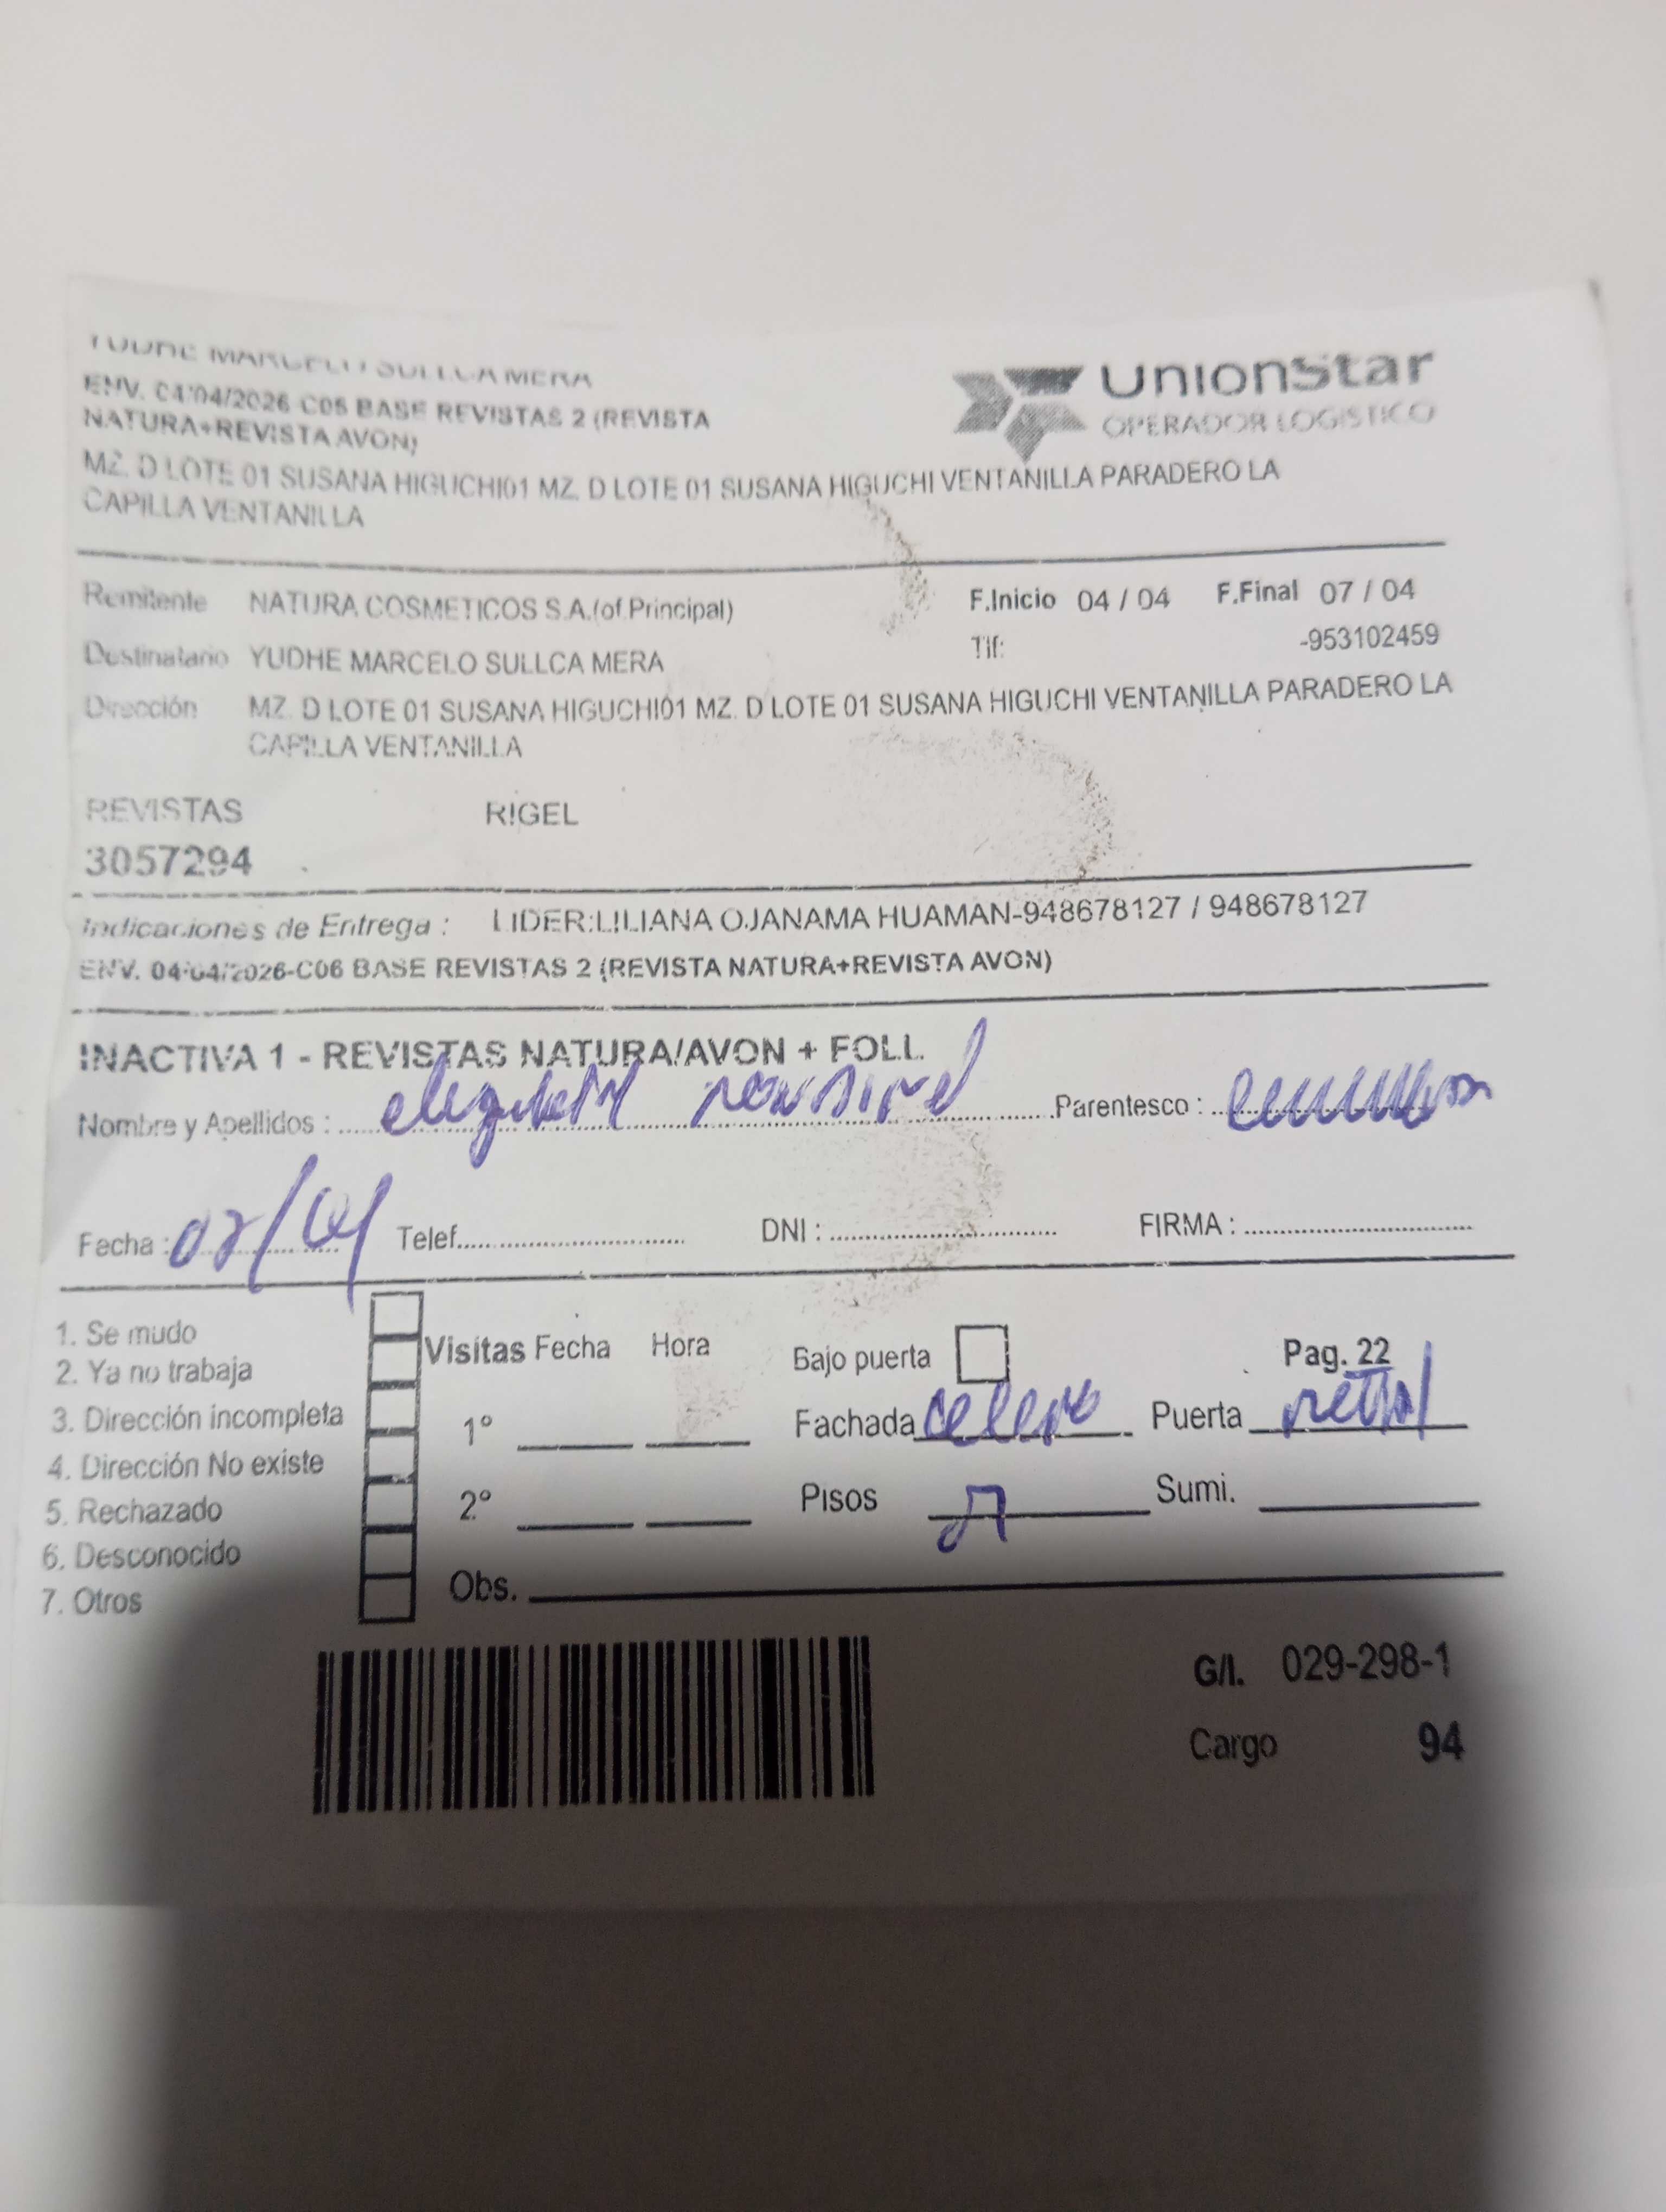 YUDHE MARCELO SULLCA MERA
UnionStar
OPERADOR LOGISTICO
ENV. 04/04/2026-C06 BASE REVISTAS 2 (REVISTA
NATURA+REVISTA AVON)
MZ. D LOTE 01 SUSANA HIGUCHI01 MZ. D LOTE 01 SUSANA HIGUCHI VENTANILLA PARADERO LA
CAPILLA VENTANILLA
Remitente NATURA COSMETICOS S.A.(of.Principal) F.Inicio 04 / 04 F.Final 07 / 04
Destinatario YUDHE MARCELO SULLCA MERA Tlf: -953102459
Dirección MZ. D LOTE 01 SUSANA HIGUCHI01 MZ. D LOTE 01 SUSANA HIGUCHI VENTANILLA PARADERO LA
CAPILLA VENTANILLA
REVISTAS RIGEL
3057294
Indicaciones de Entrega : LIDER:LILIANA OJANAMA HUAMAN-948678127 / 948678127
ENV. 04/04/2026-C06 BASE REVISTAS 2 (REVISTA NATURA+REVISTA AVON)
INACTIVA 1 - REVISTAS NATURA/AVON + FOLL.
Nombre y Apellidos : elizabeth Parentesco :
Fecha : Telef. DNI : FIRMA :
1. Se mudo
2. Ya no trabaja
3. Dirección incompleta
4. Dirección No existe
5. Rechazado
6. Desconocido
7. Otros
Visitas Fecha Hora
1°
2°
Bajo puerta Pag. 22
Fachada Puerta metal
Pisos Sumi.
Obs.
G/I. 029-298-1
Cargo 94